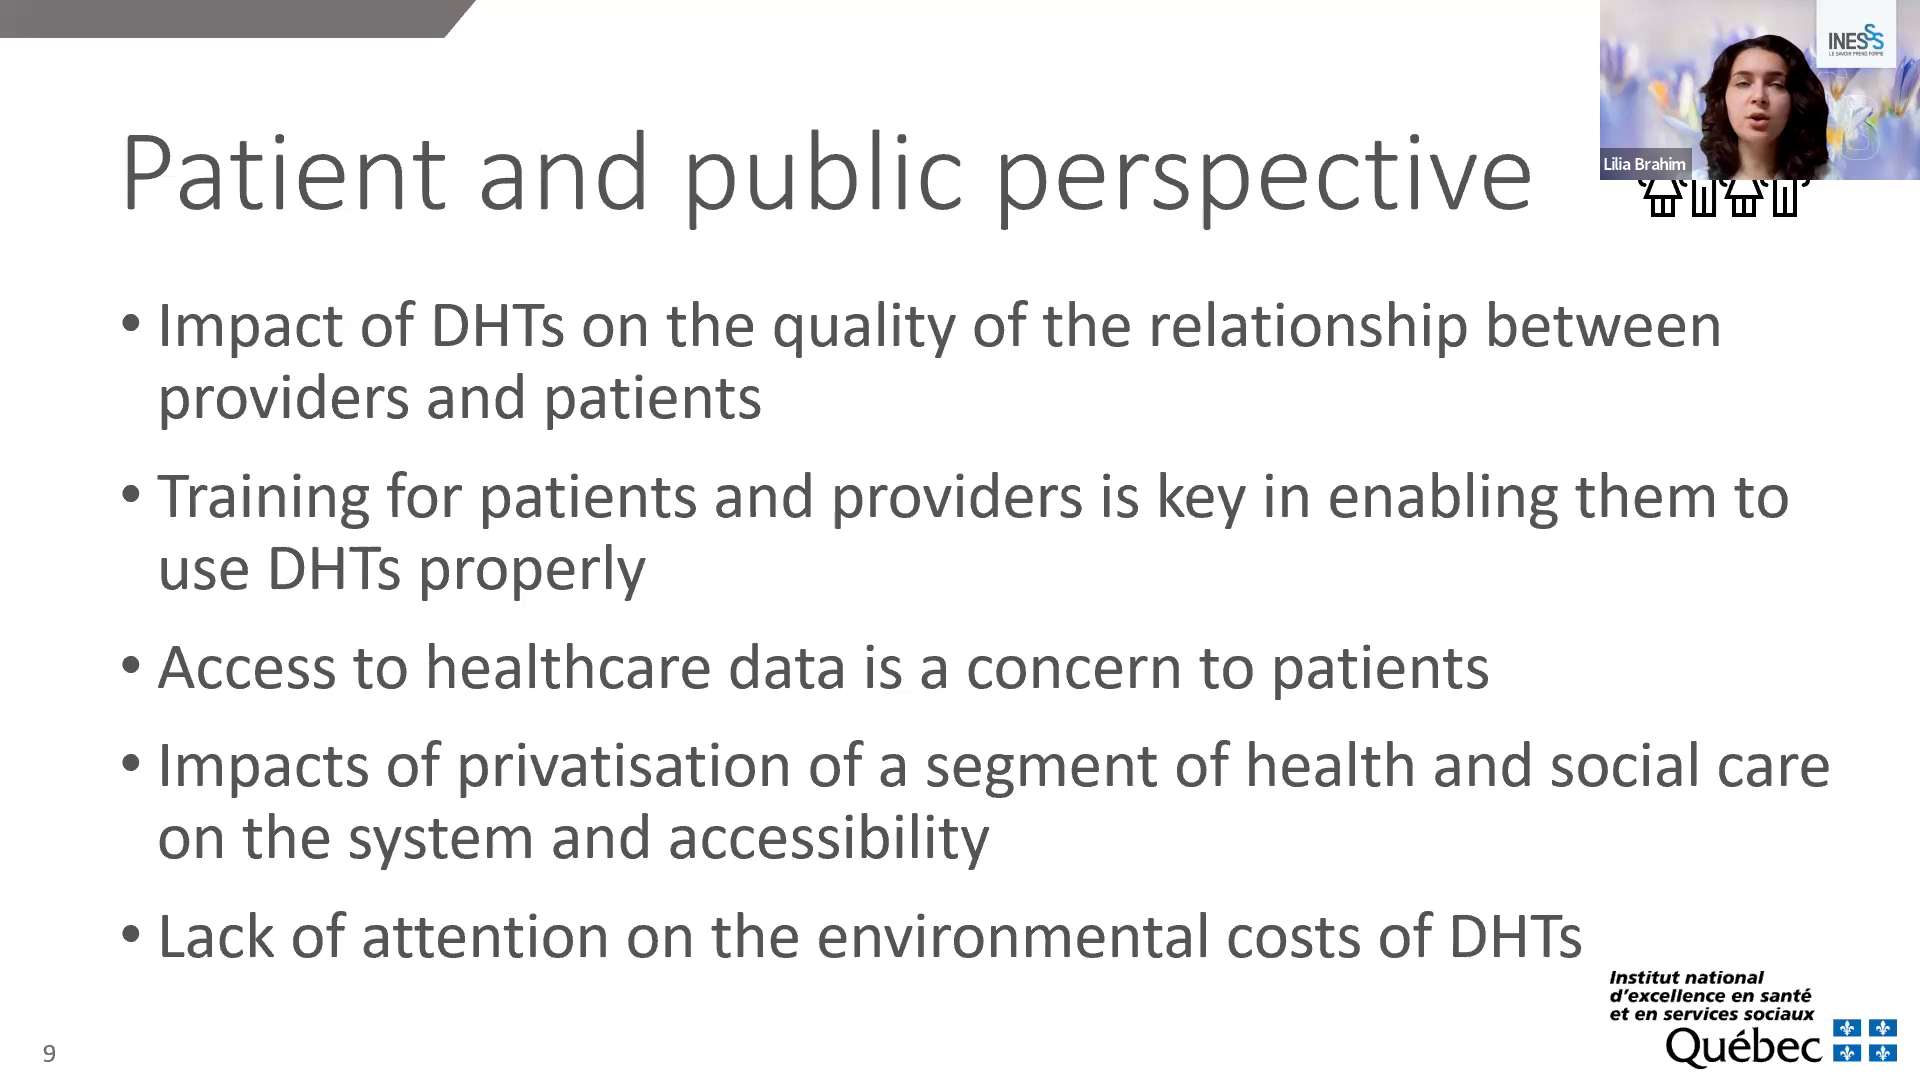 INESSS
LE SAVOIR PREND FORME
Lilia Brahim
Patient and public perspective
• Impact of DHTs on the quality of the relationship between
providers and patients
• Training for patients and providers is key in enabling them to
use DHTs properly
• Access to healthcare data is a concern to patients
• Impacts of privatisation of a segment of health and social care
on the system and accessibility
• Lack of attention on the environmental costs of DHTs
Institut national
d'excellence en santé
et en services sociaux
Québec
9